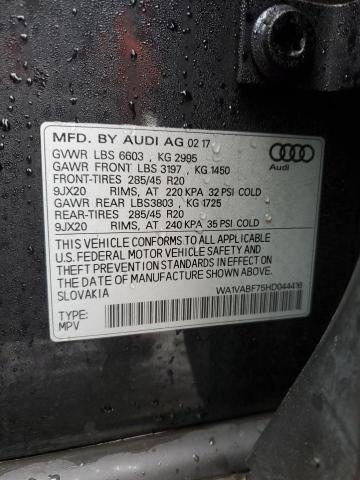 MFD. BY AUDI AG 02 17
GVWR LBS 6603 , KG 2995
GAWR FRONT LBS 3197 , KG 1450
FRONT-TIRES 285/45 R20
9JX20 RIMS, AT 220 KPA 32 PSI COLD
GAWR REAR LBS3803 , KG 1725
REAR-TIRES 285/45 R20
9JX20 RIMS, AT 240 KPA 35 PSI COLD
Audi
THIS VEHICLE CONFORMS TO ALL APPLICABLE
U.S. FEDERAL MOTOR VEHICLE SAFETY AND
THEFT PREVENTION STANDARDS IN EFFECT ON
THE DATE OF MANUFACTURE SHOWN ABOVE.
SLOVAKIA
WA1VABF75HD044416
TYPE:
MPV